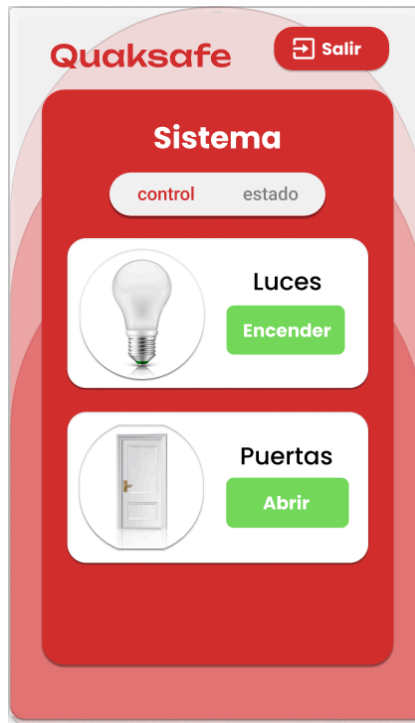 Quaksafe
Salir
Sistema
control estado
Luces
Encender
Puertas
Abrir